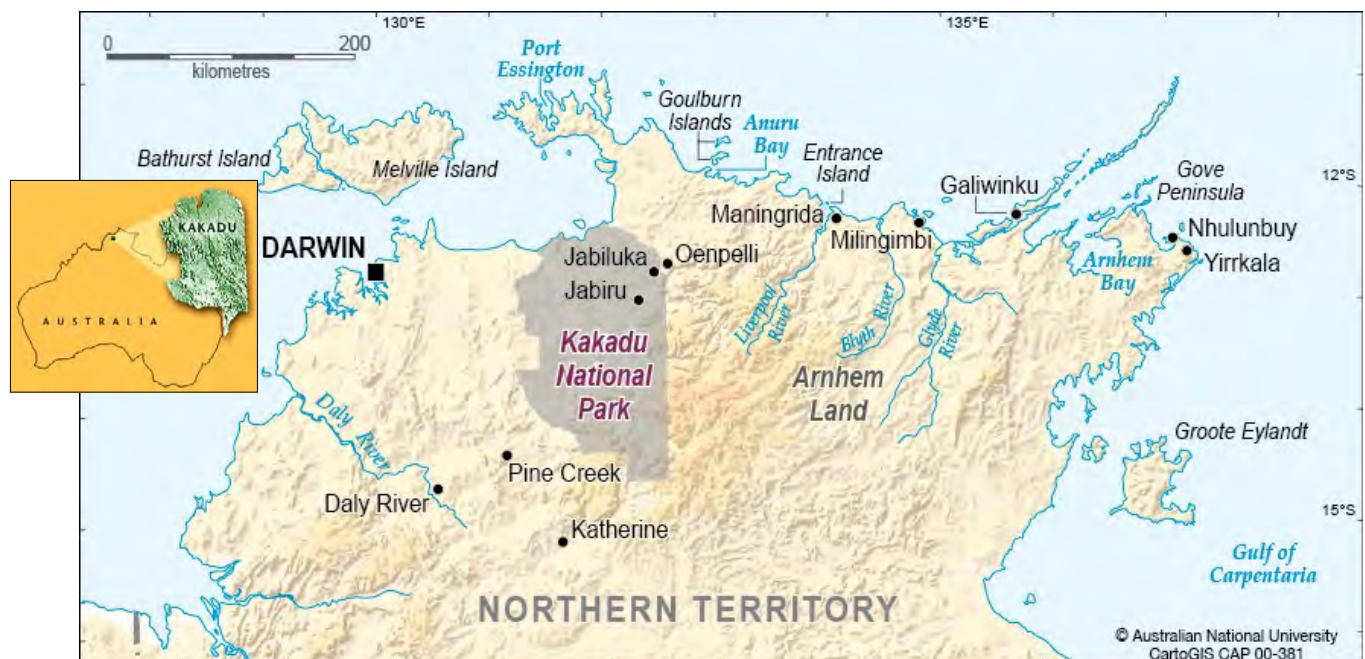 130°E
135°E
0
200
kilometres
Port
Essington
Goulburn
Islands
Anuru
Bay
Bathurst Island
Melville Island
Entrance
Island
Galiwinku
Gove
Peninsula
12°S
Maningrida
Milingimbi
Nhulunbuy
Yirrkala
Arnhem
Bay
DARWIN
Jabiluka
Oenpelli
Jabiru
KAKADU
AUSTRALIA
Liverpool
River
Blyth River
Glyde
River
Kakadu
National
Park
Arnhem
Land
Daly
River
Groote Eylandt
Pine Creek
Daly River
Katherine
15°S
Gulf of
Carpentaria
NORTHERN TERRITORY
© Australian National University
CartoGIS CAP 00-381